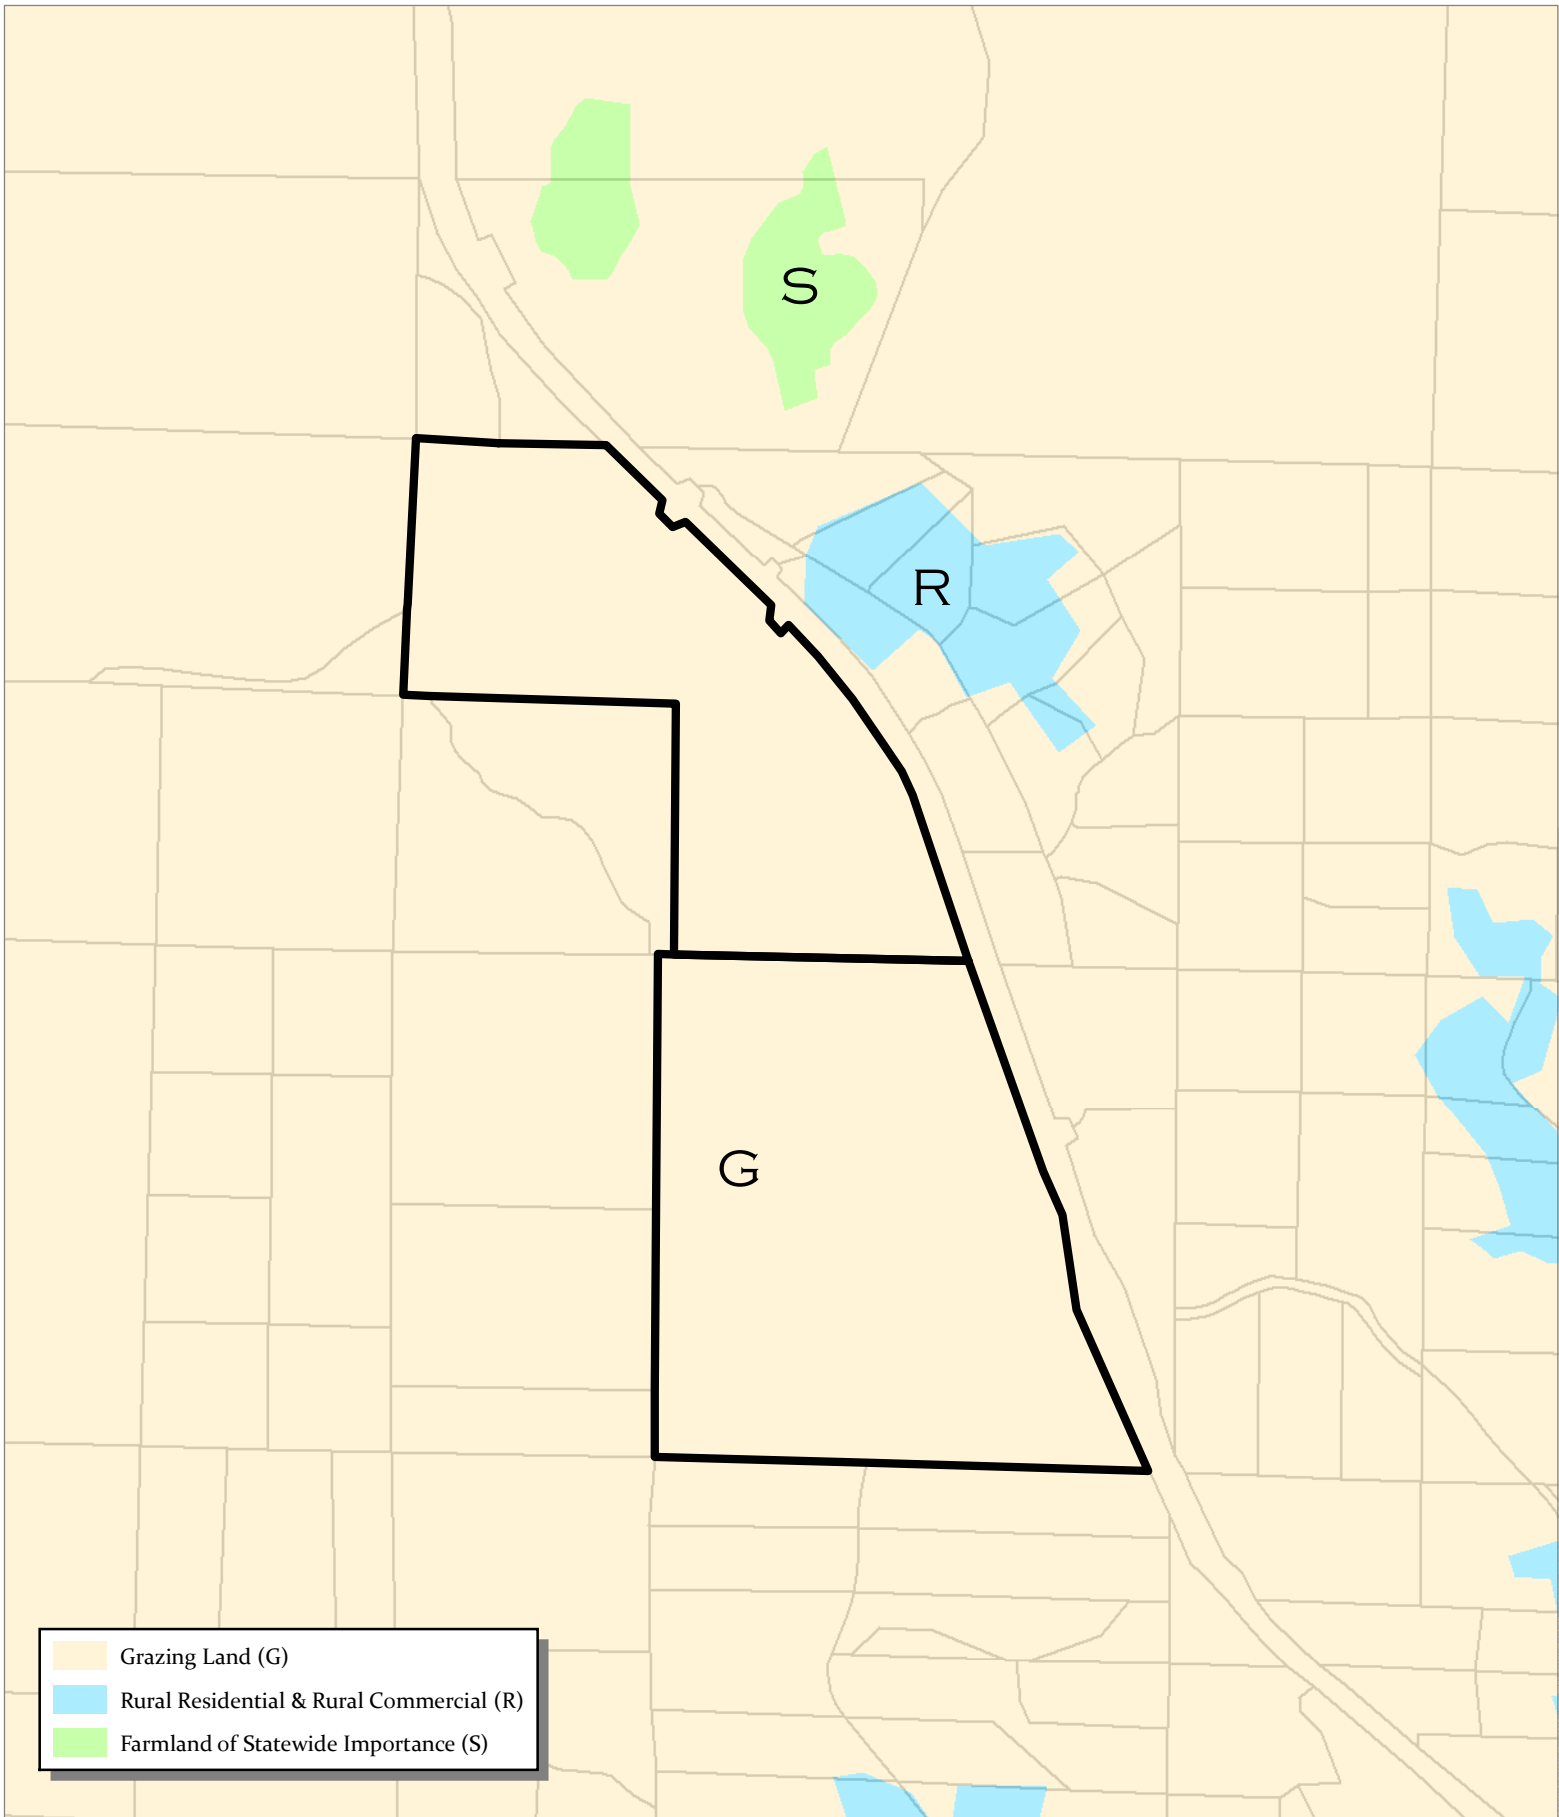 S
R
G
Grazing Land (G)
Rural Residential & Rural Commercial (R)
Farmland of Statewide Importance (S)